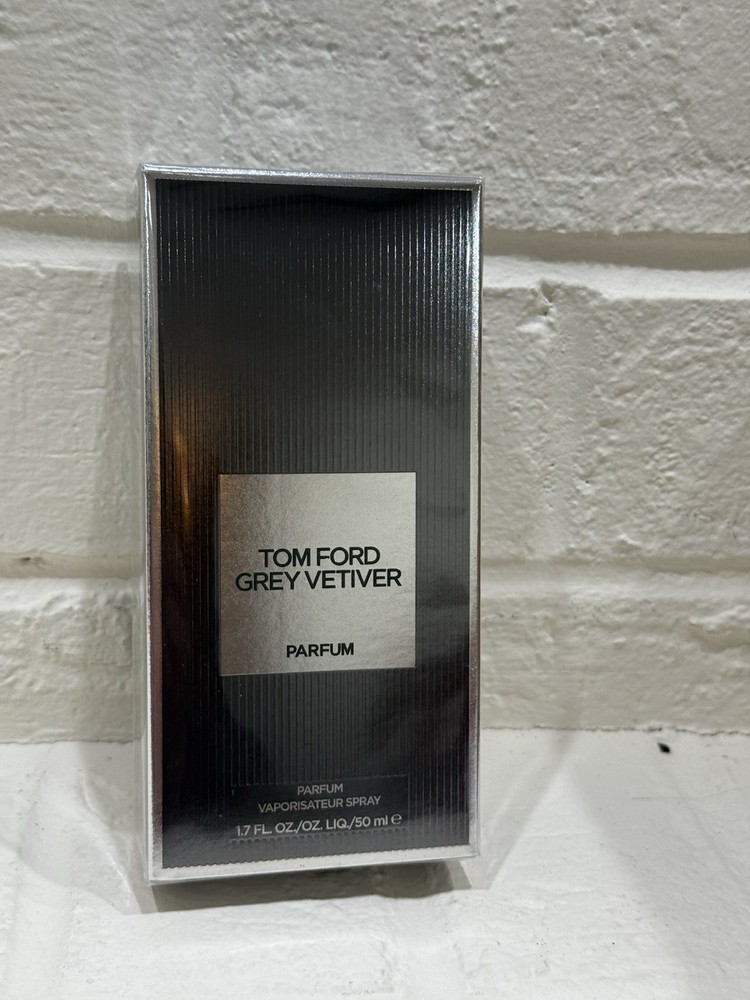 TOM FORD
GREY VETIVER
PARFUM
PARFUM
VAPORISATEUR SPRAY
1.7 FL. OZ./OZ. LIQ./50 ml ℮